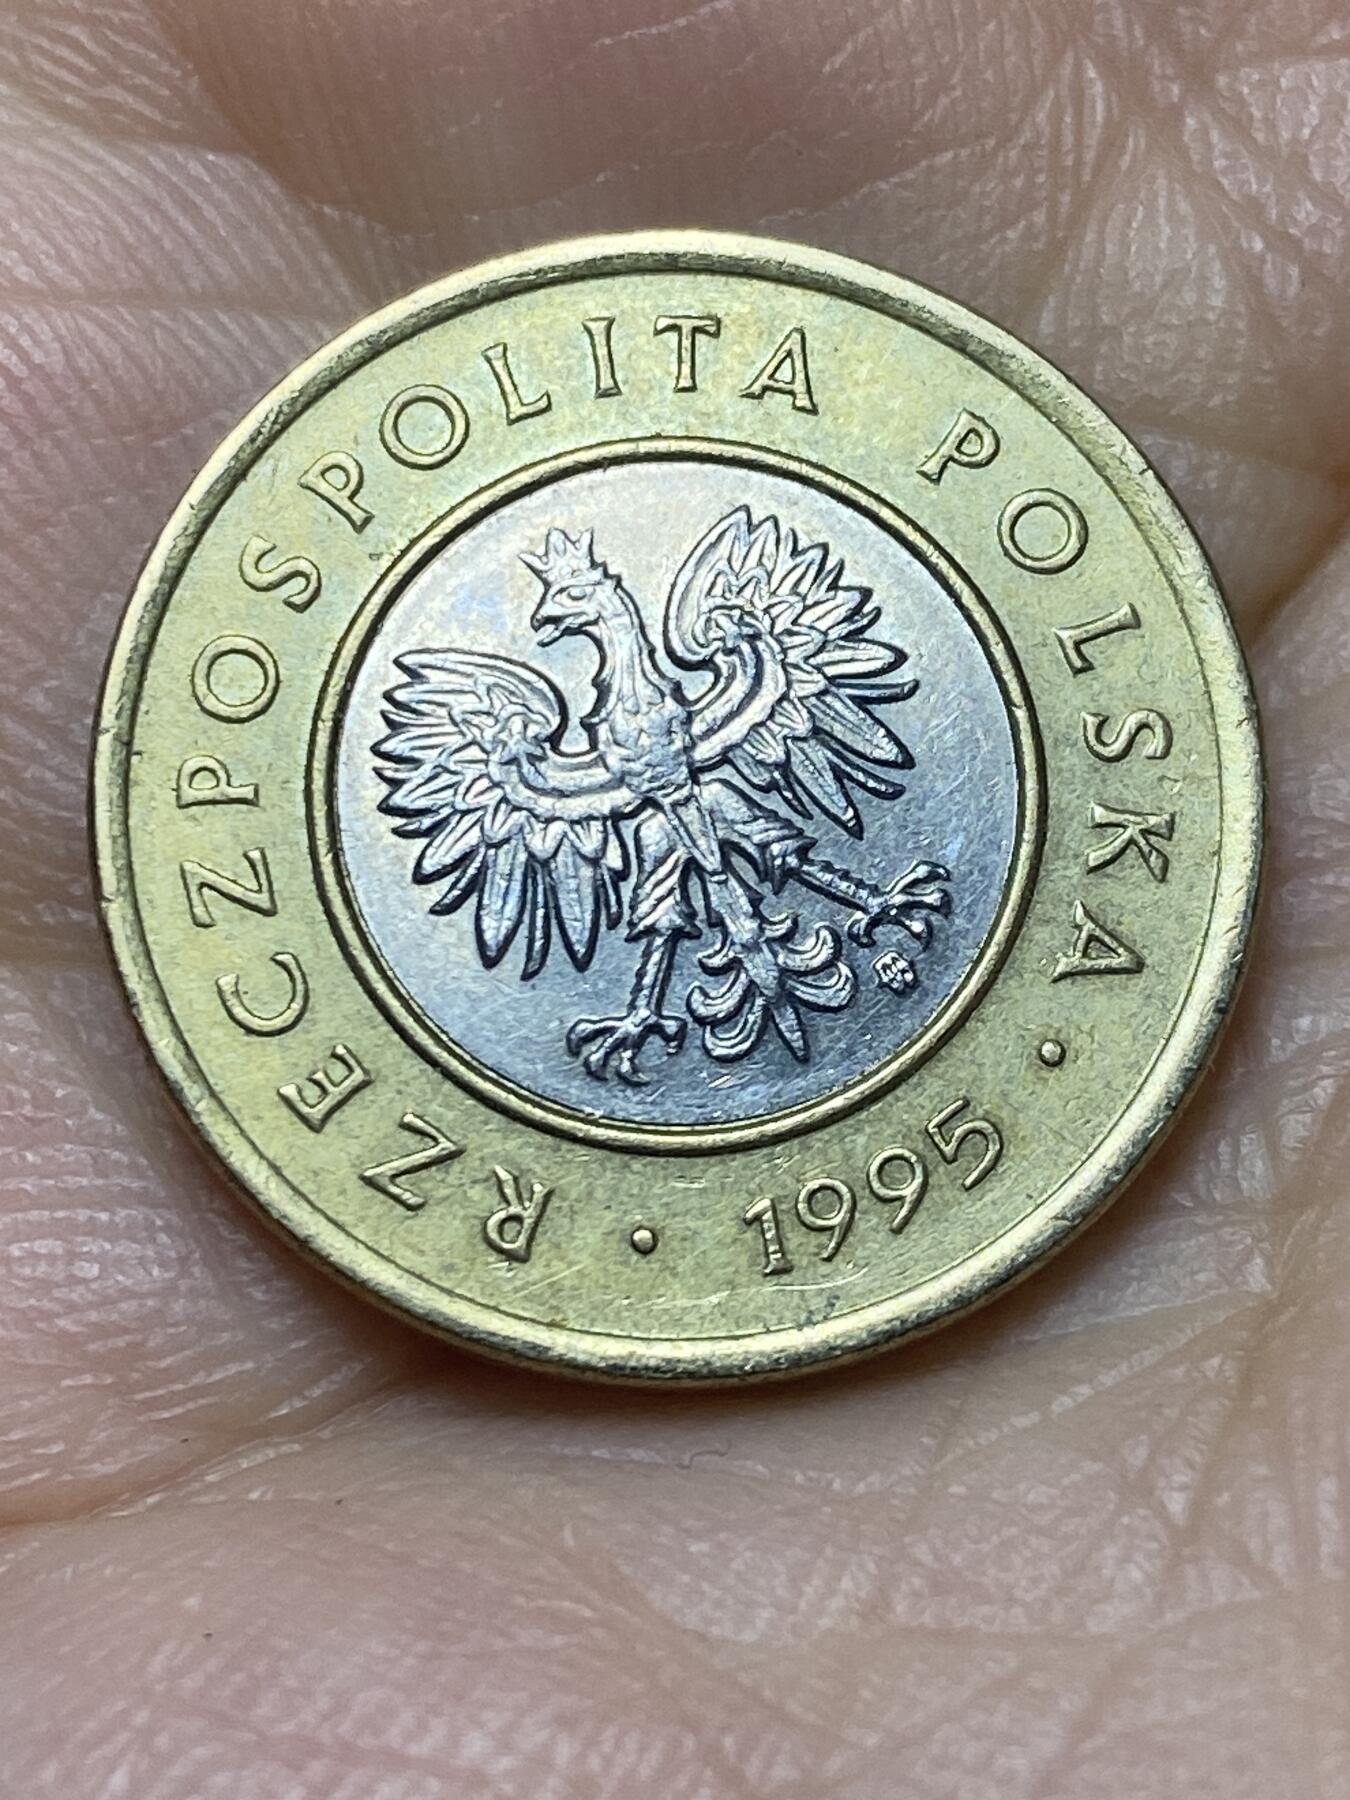 RZECZPOSPOLITA POLSKA · 1995 ·